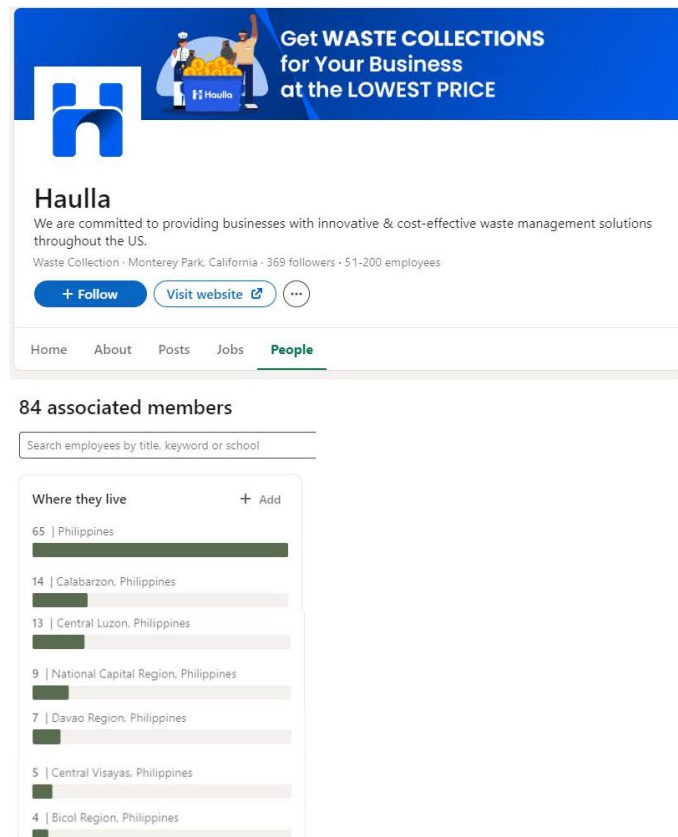 Get WASTE COLLECTIONS
for Your Business
at the LOWEST PRICE
Haulla
Haulla
We are committed to providing businesses with innovative & cost-effective waste management solutions
throughout the US.
Waste Collection · Monterey Park, California · 369 followers · 51-200 employees
+ Follow
Visit website
...
Home About Posts Jobs People
84 associated members
Search employees by title, keyword or school
Where they live + Add
65 | Philippines
14 | Calabarzon, Philippines
13 | Central Luzon, Philippines
9 | National Capital Region, Philippines
7 | Davao Region, Philippines
5 | Central Visayas, Philippines
4 | Bicol Region, Philippines